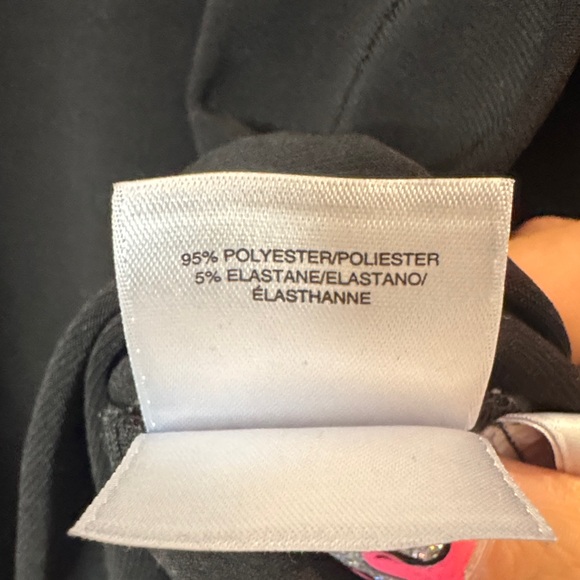 95% POLYESTER/POLIESTER
5% ELASTANE/ELASTANO/
ÉLASTHANNE